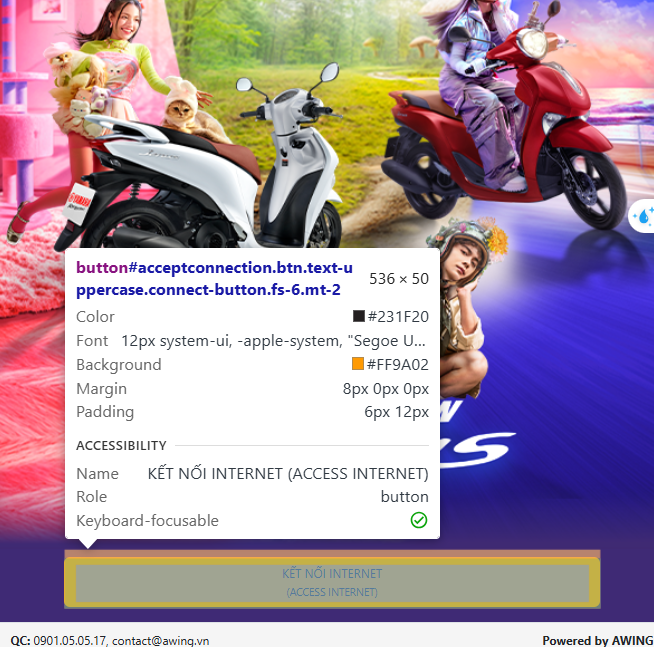 YAMAHA
button#acceptconnection.btn.text-u
ppercase.connect-button.fs-6.mt-2
536 × 50
Color #231F20
Font 12px system-ui, -apple-system, "Segoe U...
Background #FF9A02
Margin 8px 0px 0px
Padding 6px 12px
ACCESSIBILITY
Name KẾT NỐI INTERNET (ACCESS INTERNET)
Role button
Keyboard-focusable
KẾT NỐI INTERNET
(ACCESS INTERNET)
QC: 0901.05.05.17, contact@awing.vn
Powered by AWING